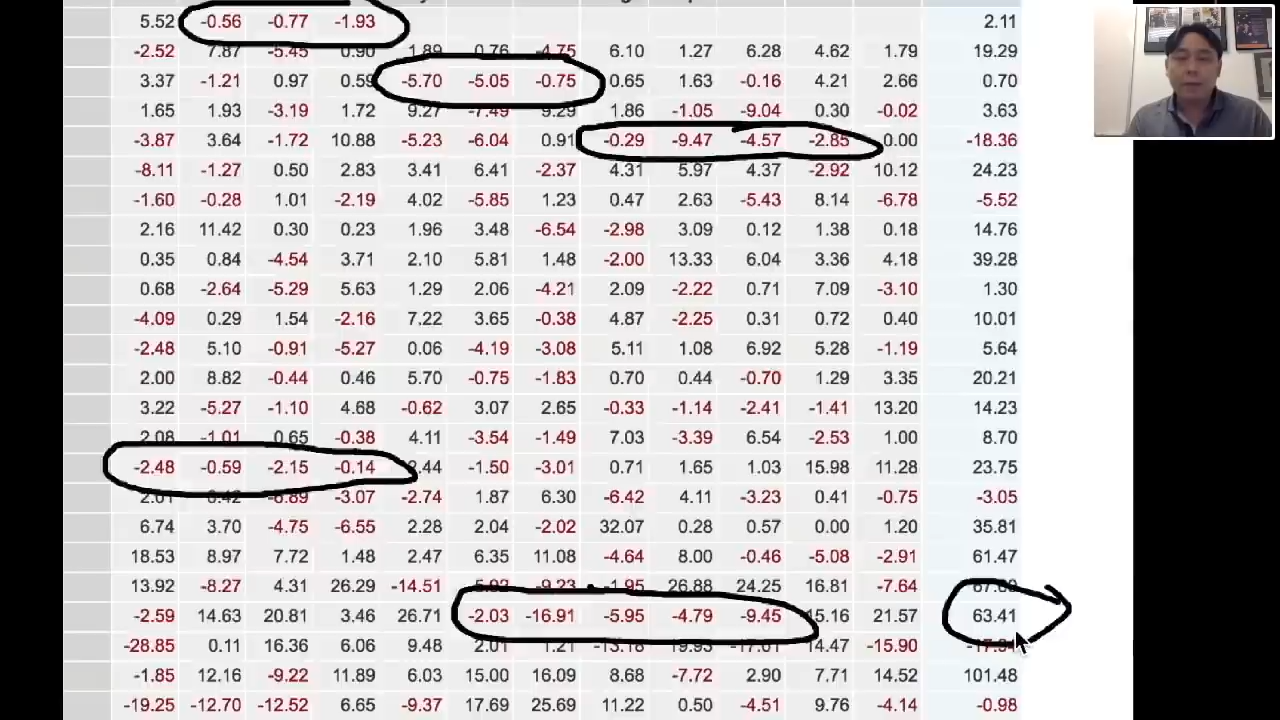 5.52 -0.56 -0.77 -1.93 2.11
-2.52 7.87 -5.45 0.90 1.89 0.76 -4.75 6.10 1.27 6.28 4.62 1.79 19.29
3.37 -1.21 0.97 0.59 -5.70 -5.05 -0.75 0.65 1.63 -0.16 4.21 2.66 0.70
1.65 1.93 -3.19 1.72 9.27 -7.49 9.29 1.86 -1.05 -9.04 0.30 -0.02 3.63
-3.87 3.64 -1.72 10.88 -5.23 -6.04 0.91 -0.29 -9.47 -4.57 -2.85 0.00 -18.36
-8.11 -1.27 0.50 2.83 3.41 6.41 -2.37 4.31 5.97 4.37 -2.92 10.12 24.23
-1.60 -0.28 1.01 -2.19 4.02 -5.85 1.23 0.47 2.63 -5.43 8.14 -6.78 -5.52
2.16 11.42 0.30 0.23 1.96 3.48 -6.54 -2.98 3.09 0.12 1.38 0.18 14.76
0.35 0.84 -4.54 3.71 2.10 5.81 1.48 -2.00 13.33 6.04 3.36 4.18 39.28
0.68 -2.64 -5.29 5.63 1.29 2.06 -4.21 2.09 -2.22 0.71 7.09 -3.10 1.30
-4.09 0.29 1.54 -2.16 7.22 3.65 -0.38 4.87 -2.25 0.31 0.72 0.40 10.01
-2.48 5.10 -0.91 -5.27 0.06 -4.19 -3.08 5.11 1.08 6.92 5.28 -1.19 5.64
2.00 8.82 -0.44 0.46 5.70 -0.75 -1.83 0.70 0.44 -0.70 1.29 3.35 20.21
3.22 -5.27 -1.10 4.68 -0.62 3.07 2.65 -0.33 -1.14 -2.41 -1.41 13.20 14.23
2.08 -1.01 0.65 -0.38 4.11 -3.54 -1.49 7.03 -3.39 6.54 -2.53 1.00 8.70
-2.48 -0.59 -2.15 -0.14 -1.50 -3.01 0.71 1.65 1.03 15.98 11.28 23.75
2.01 -3.07 -2.74 1.87 6.30 -6.42 4.11 -3.23 0.41 -0.75 -3.05
6.74 3.70 -4.75 -6.55 2.28 2.04 -2.02 32.07 0.28 0.57 0.00 1.20 35.81
18.53 8.97 7.72 1.48 2.47 6.35 11.08 -4.64 8.00 -0.46 -5.08 -2.91 61.47
13.92 -8.27 4.31 26.29 -14.51 -9.23 -1.95 26.88 24.25 16.81 -7.64
-2.59 14.63 20.81 3.46 26.71 -2.03 -16.91 -5.95 -4.79 -9.45 15.16 21.57 63.41
-28.85 0.11 16.36 6.06 9.48 2.01 1.21 -13.18 19.93 14.47 -15.90
-1.85 12.16 -9.22 11.89 6.03 15.00 16.09 8.68 -7.72 2.90 7.71 14.52 101.48
-19.25 -12.70 -12.52 6.65 -9.37 17.69 25.69 11.22 0.50 -4.51 9.76 -4.14 -0.98